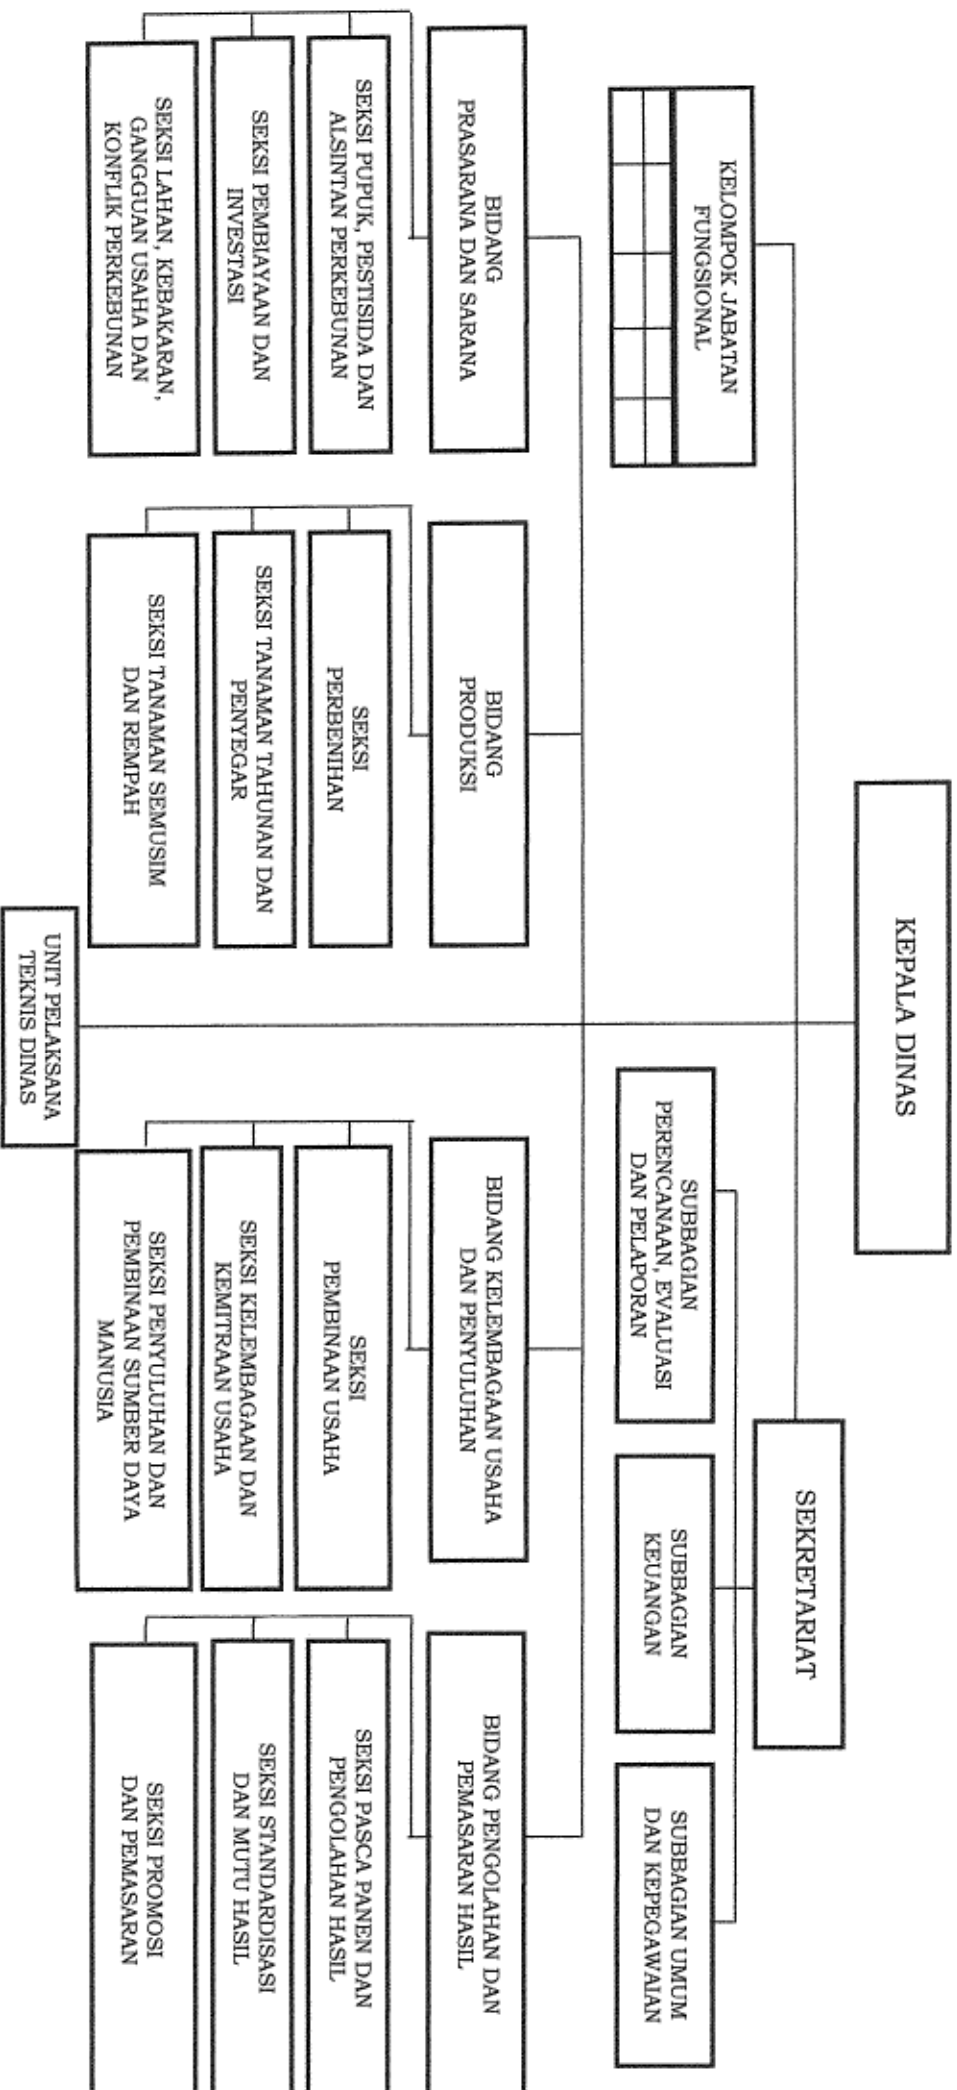 KEPALA DINAS
KELOMPOK JABATAN
FUNGSIONAL
SEKRETARIAT
SUBBAGIAN
PERENCANAAN, EVALUASI
DAN PELAPORAN
SUBBAGIAN
KEUANGAN
SUBBAGIAN UMUM
DAN KEPEGAWAIAN
BIDANG
PRASARANA DAN SARANA
SEKSI PUPUK, PESTISIDA DAN
ALSINTAN PERKEBUNAN
SEKSI PEMBIAYAAN DAN
INVESTASI
SEKSI LAHAN, KEBAKARAN,
GANGGUAN USAHA DAN
KONFLIK PERKEBUNAN
BIDANG
PRODUKSI
SEKSI
PERBENIHAN
SEKSI TANAMAN TAHUNAN DAN
PENYEGAR
SEKSI TANAMAN SEMUSIM
DAN REMPAH
BIDANG KELEMBAGAAN USAHA
DAN PENYULUHAN
SEKSI
PEMBINAAN USAHA
SEKSI KELEMBAGAAN DAN
KEMITRAAN USAHA
SEKSI PENYULUHAN DAN
PEMBINAAN SUMBER DAYA
MANUSIA
BIDANG PENGOLAHAN DAN
PEMASARAN HASIL
SEKSI PASCA PANEN DAN
PENGOLAHAN HASIL
SEKSI STANDARDISASI
DAN MUTU HASIL
SEKSI PROMOSI
DAN PEMASARAN
UNIT PELAKSANA
TEKNIS DINAS